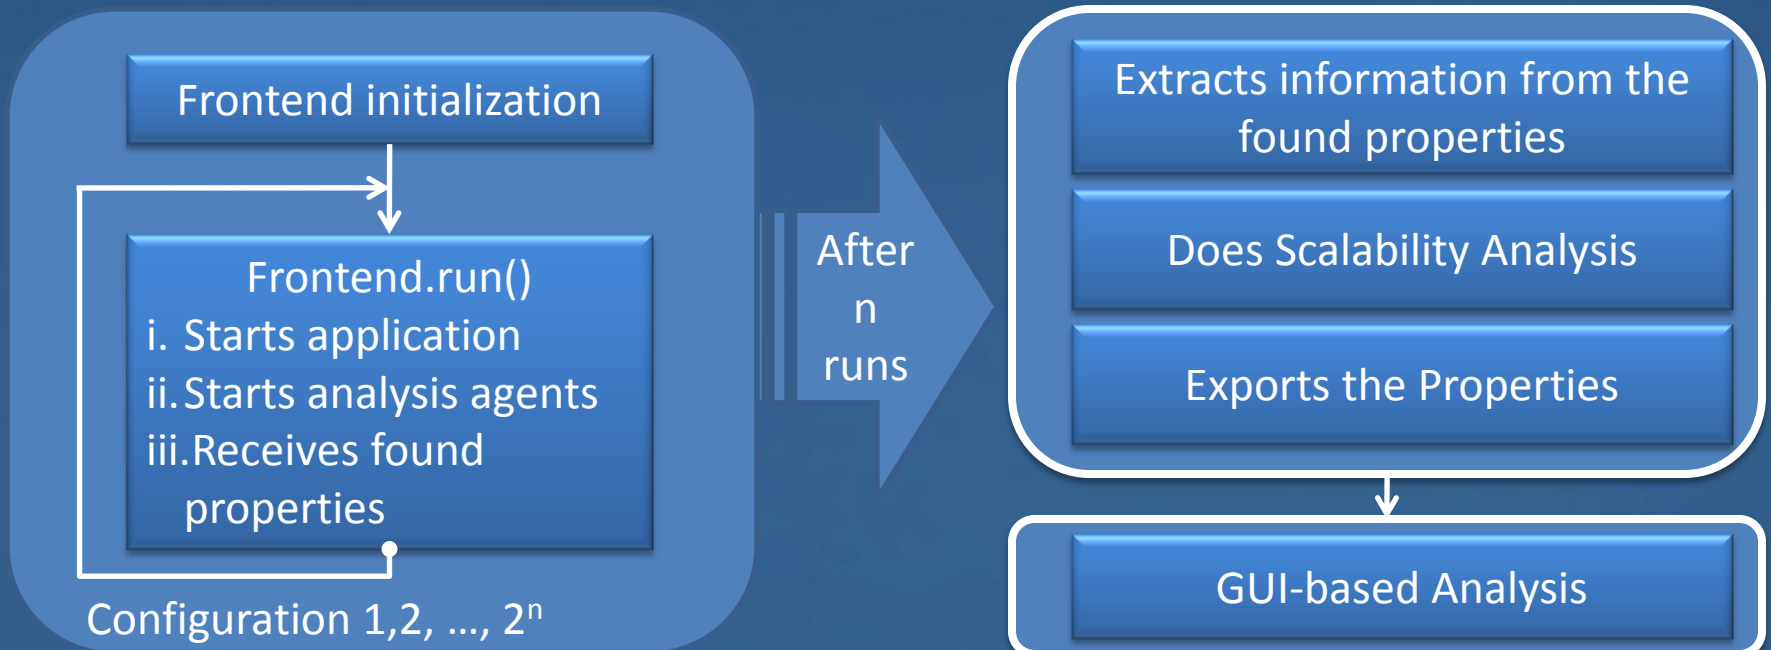 Frontend initialization
Frontend.run()
i. Starts application
ii. Starts analysis agents
iii.Receives found
properties
Configuration 1,2, …, 2ⁿ
After
n
runs
Extracts information from the
found properties
Does Scalability Analysis
Exports the Properties
GUI-based Analysis